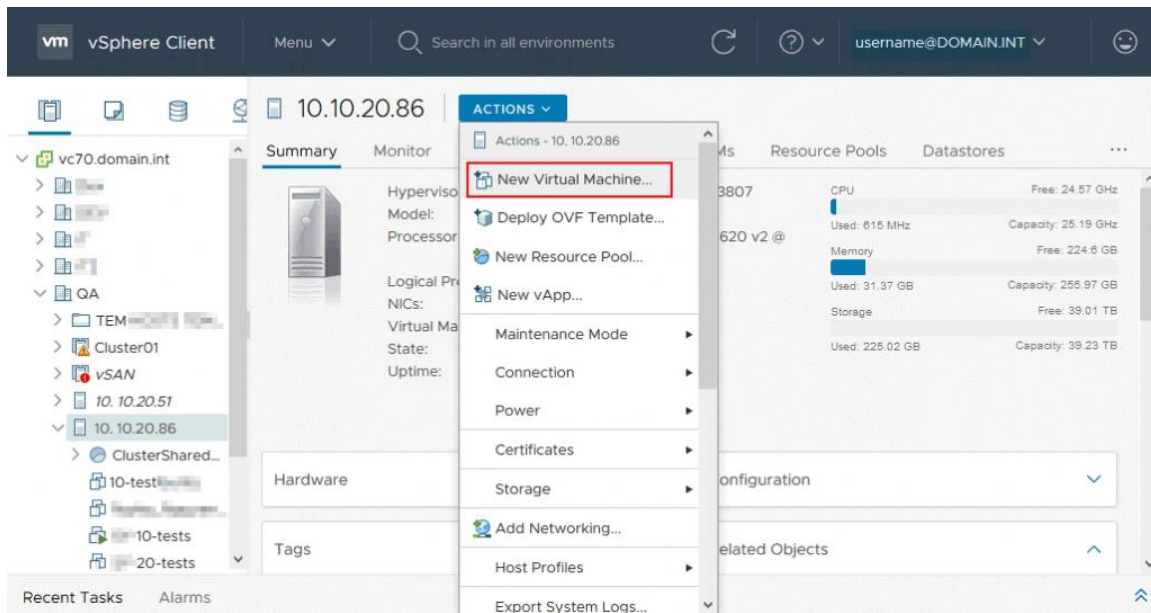 vm vSphere Client Menu Search in all environments username@DOMAIN.INT
10.10.20.86 ACTIONS
vc70.domain.int
QA
TEM
Cluster01
vSAN
10.10.20.51
10.10.20.86
ClusterShared...
10-test
10-tests
20-tests
Summary Monitor Ms Resource Pools Datastores ...
Actions - 10.10.20.86
New Virtual Machine...
Deploy OVF Template...
New Resource Pool...
New vApp...
Maintenance Mode
Connection
Power
Certificates
Storage
Add Networking...
Host Profiles
Export System Logs...
Hyperviso 3807
Model:
Processor 620 v2 @
Logical Pr
NICs:
Virtual Ma
State:
Uptime:
CPU Free: 24.57 GHz
Used: 615 MHz Capacity: 25.19 GHz
Memory Free: 224.6 GB
Used: 31.37 GB Capacity: 255.97 GB
Storage Free: 39.01 TB
Used: 225.02 GB Capacity: 39.23 TB
Hardware onfiguration
Tags elated Objects
Recent Tasks Alarms